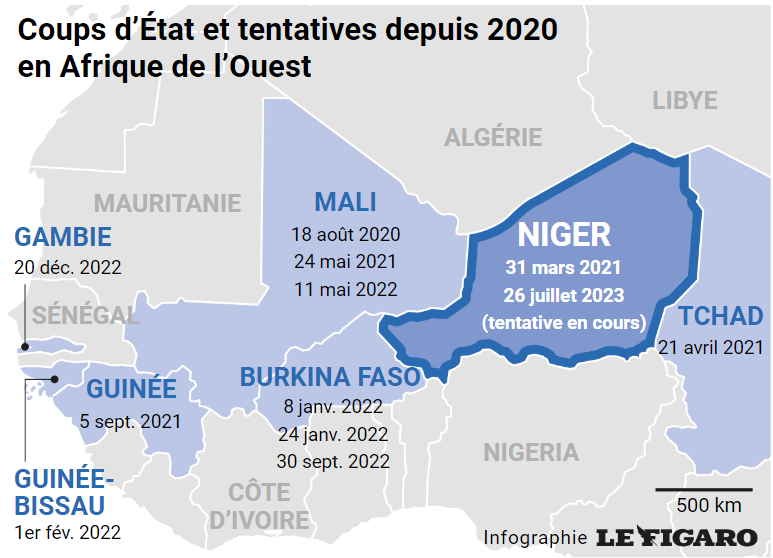 Coups d’État et tentatives depuis 2020
en Afrique de l’Ouest
LIBYE
ALGÉRIE
MAURITANIE
MALI
18 août 2020
24 mai 2021
11 mai 2022
GAMBIE
20 déc. 2022
NIGER
31 mars 2021
26 juillet 2023
(tentative en cours)
SÉNÉGAL
TCHAD
21 avril 2021
GUINÉE
5 sept. 2021
BURKINA FASO
8 janv. 2022
24 janv. 2022
30 sept. 2022
NIGERIA
GUINÉE-
BISSAU
1er fév. 2022
CÔTE
D’IVOIRE
500 km
Infographie LE FIGARO